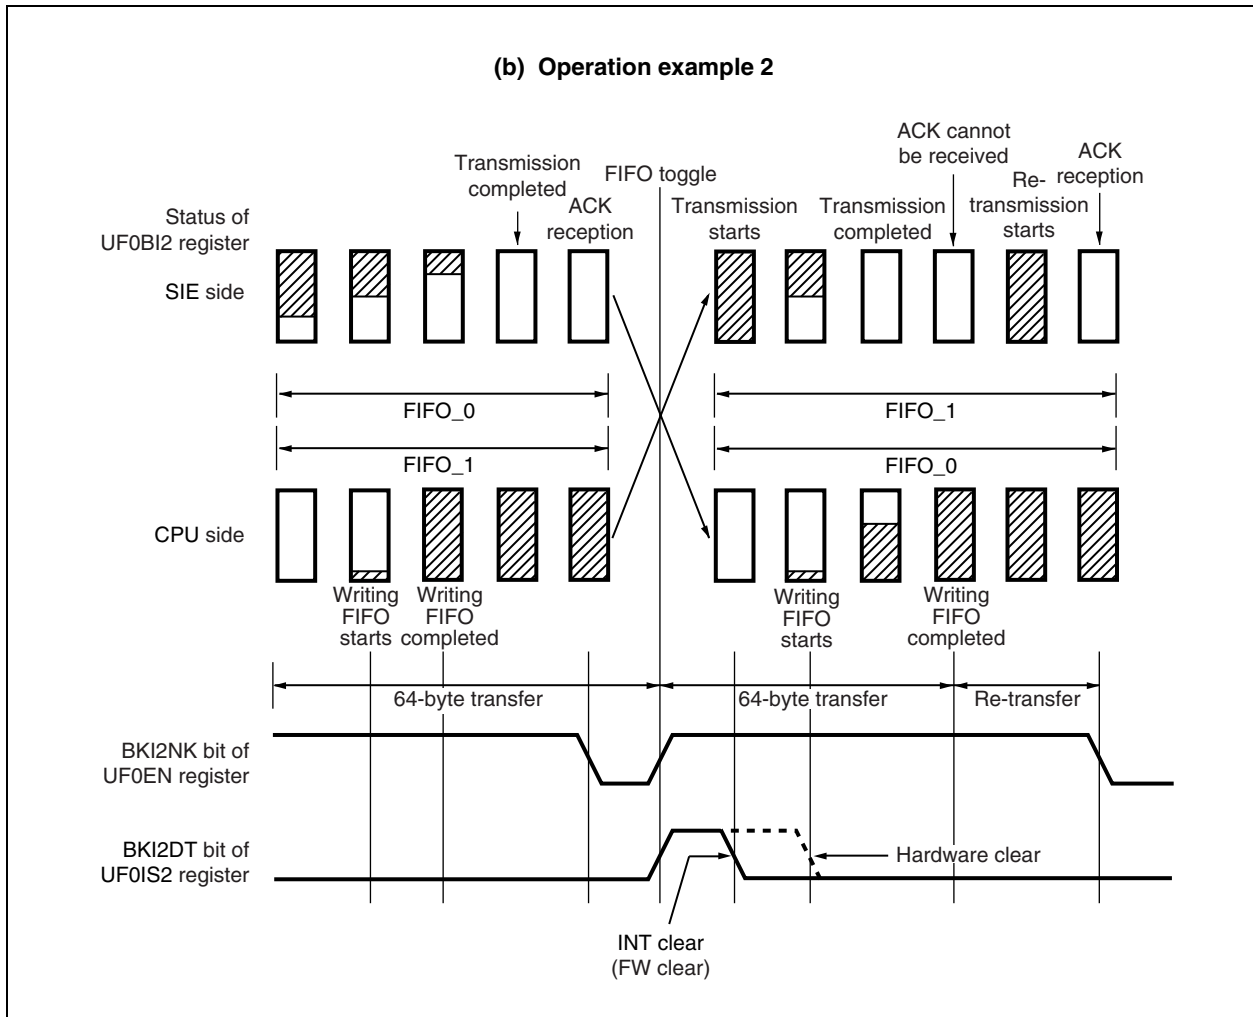 (b) Operation example 2
Transmission
completed
FIFO toggle
ACK cannot
be received
ACK
reception
Status of
UF0BI2 register
ACK
reception
Transmission
starts
Transmission
completed
Re-
transmission
starts
SIE side
FIFO_0
FIFO_1
FIFO_1
FIFO_0
CPU side
Writing
FIFO
starts
Writing
FIFO
completed
Writing
FIFO
starts
Writing
FIFO
completed
64-byte transfer
64-byte transfer
Re-transfer
BKI2NK bit of
UF0EN register
BKI2DT bit of
UF0IS2 register
Hardware clear
INT clear
(FW clear)